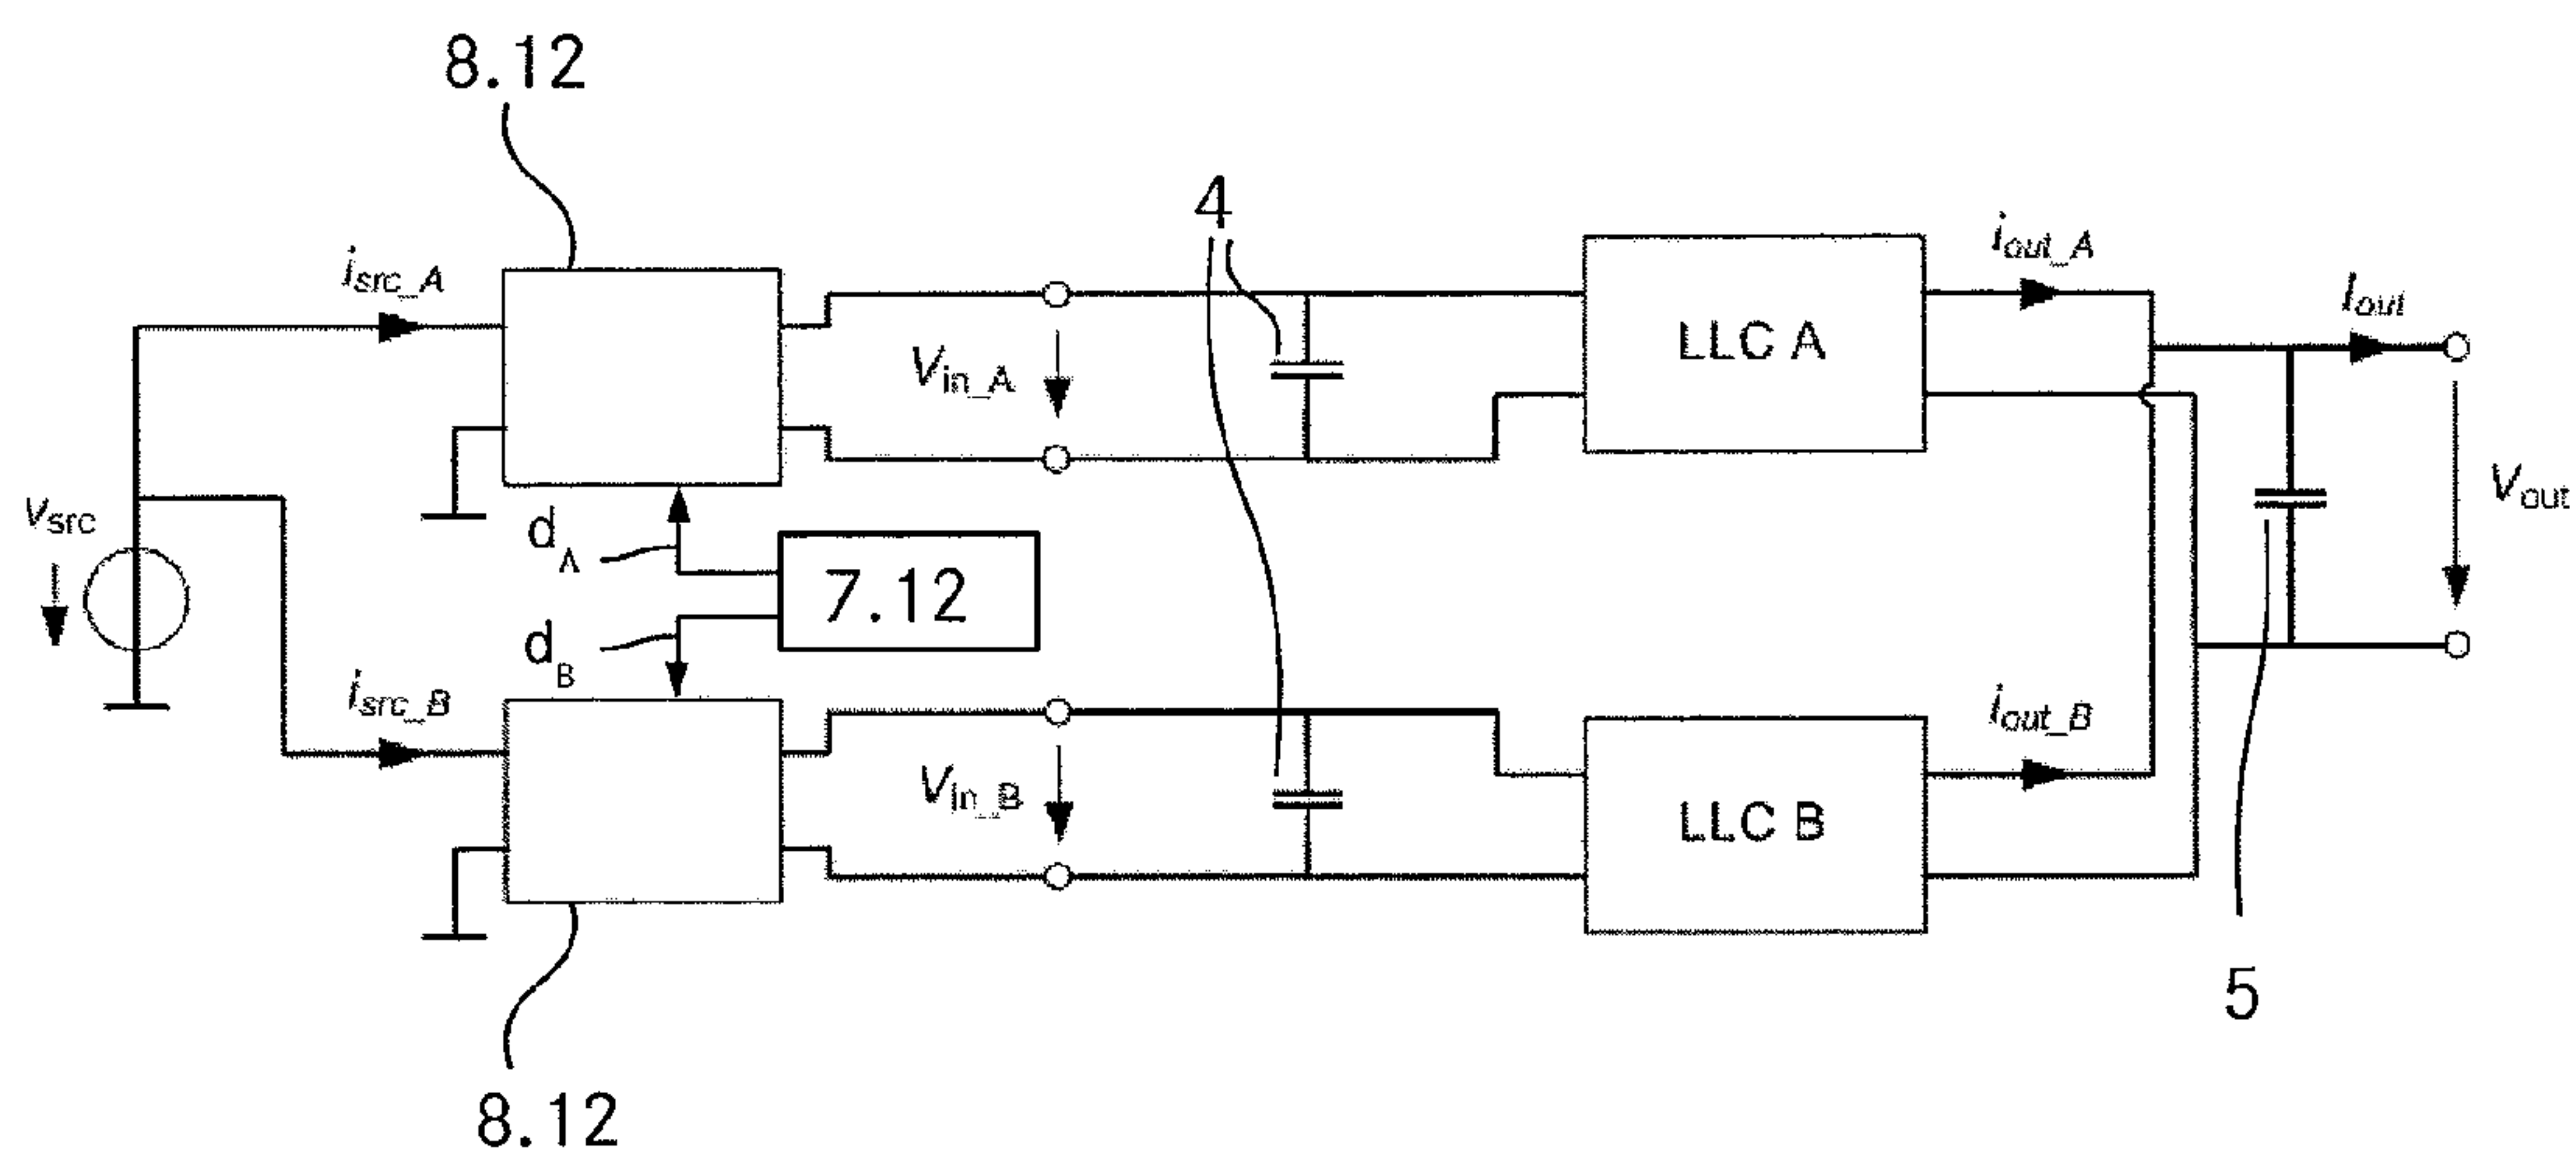 8.12
4
i_src_A
i_out_A
I_out
V_in_A
LLC A
v_src
V_out
d_A
7.12
d_B
i_src_B
i_out_B
V_in_B
LLC B
5
8.12